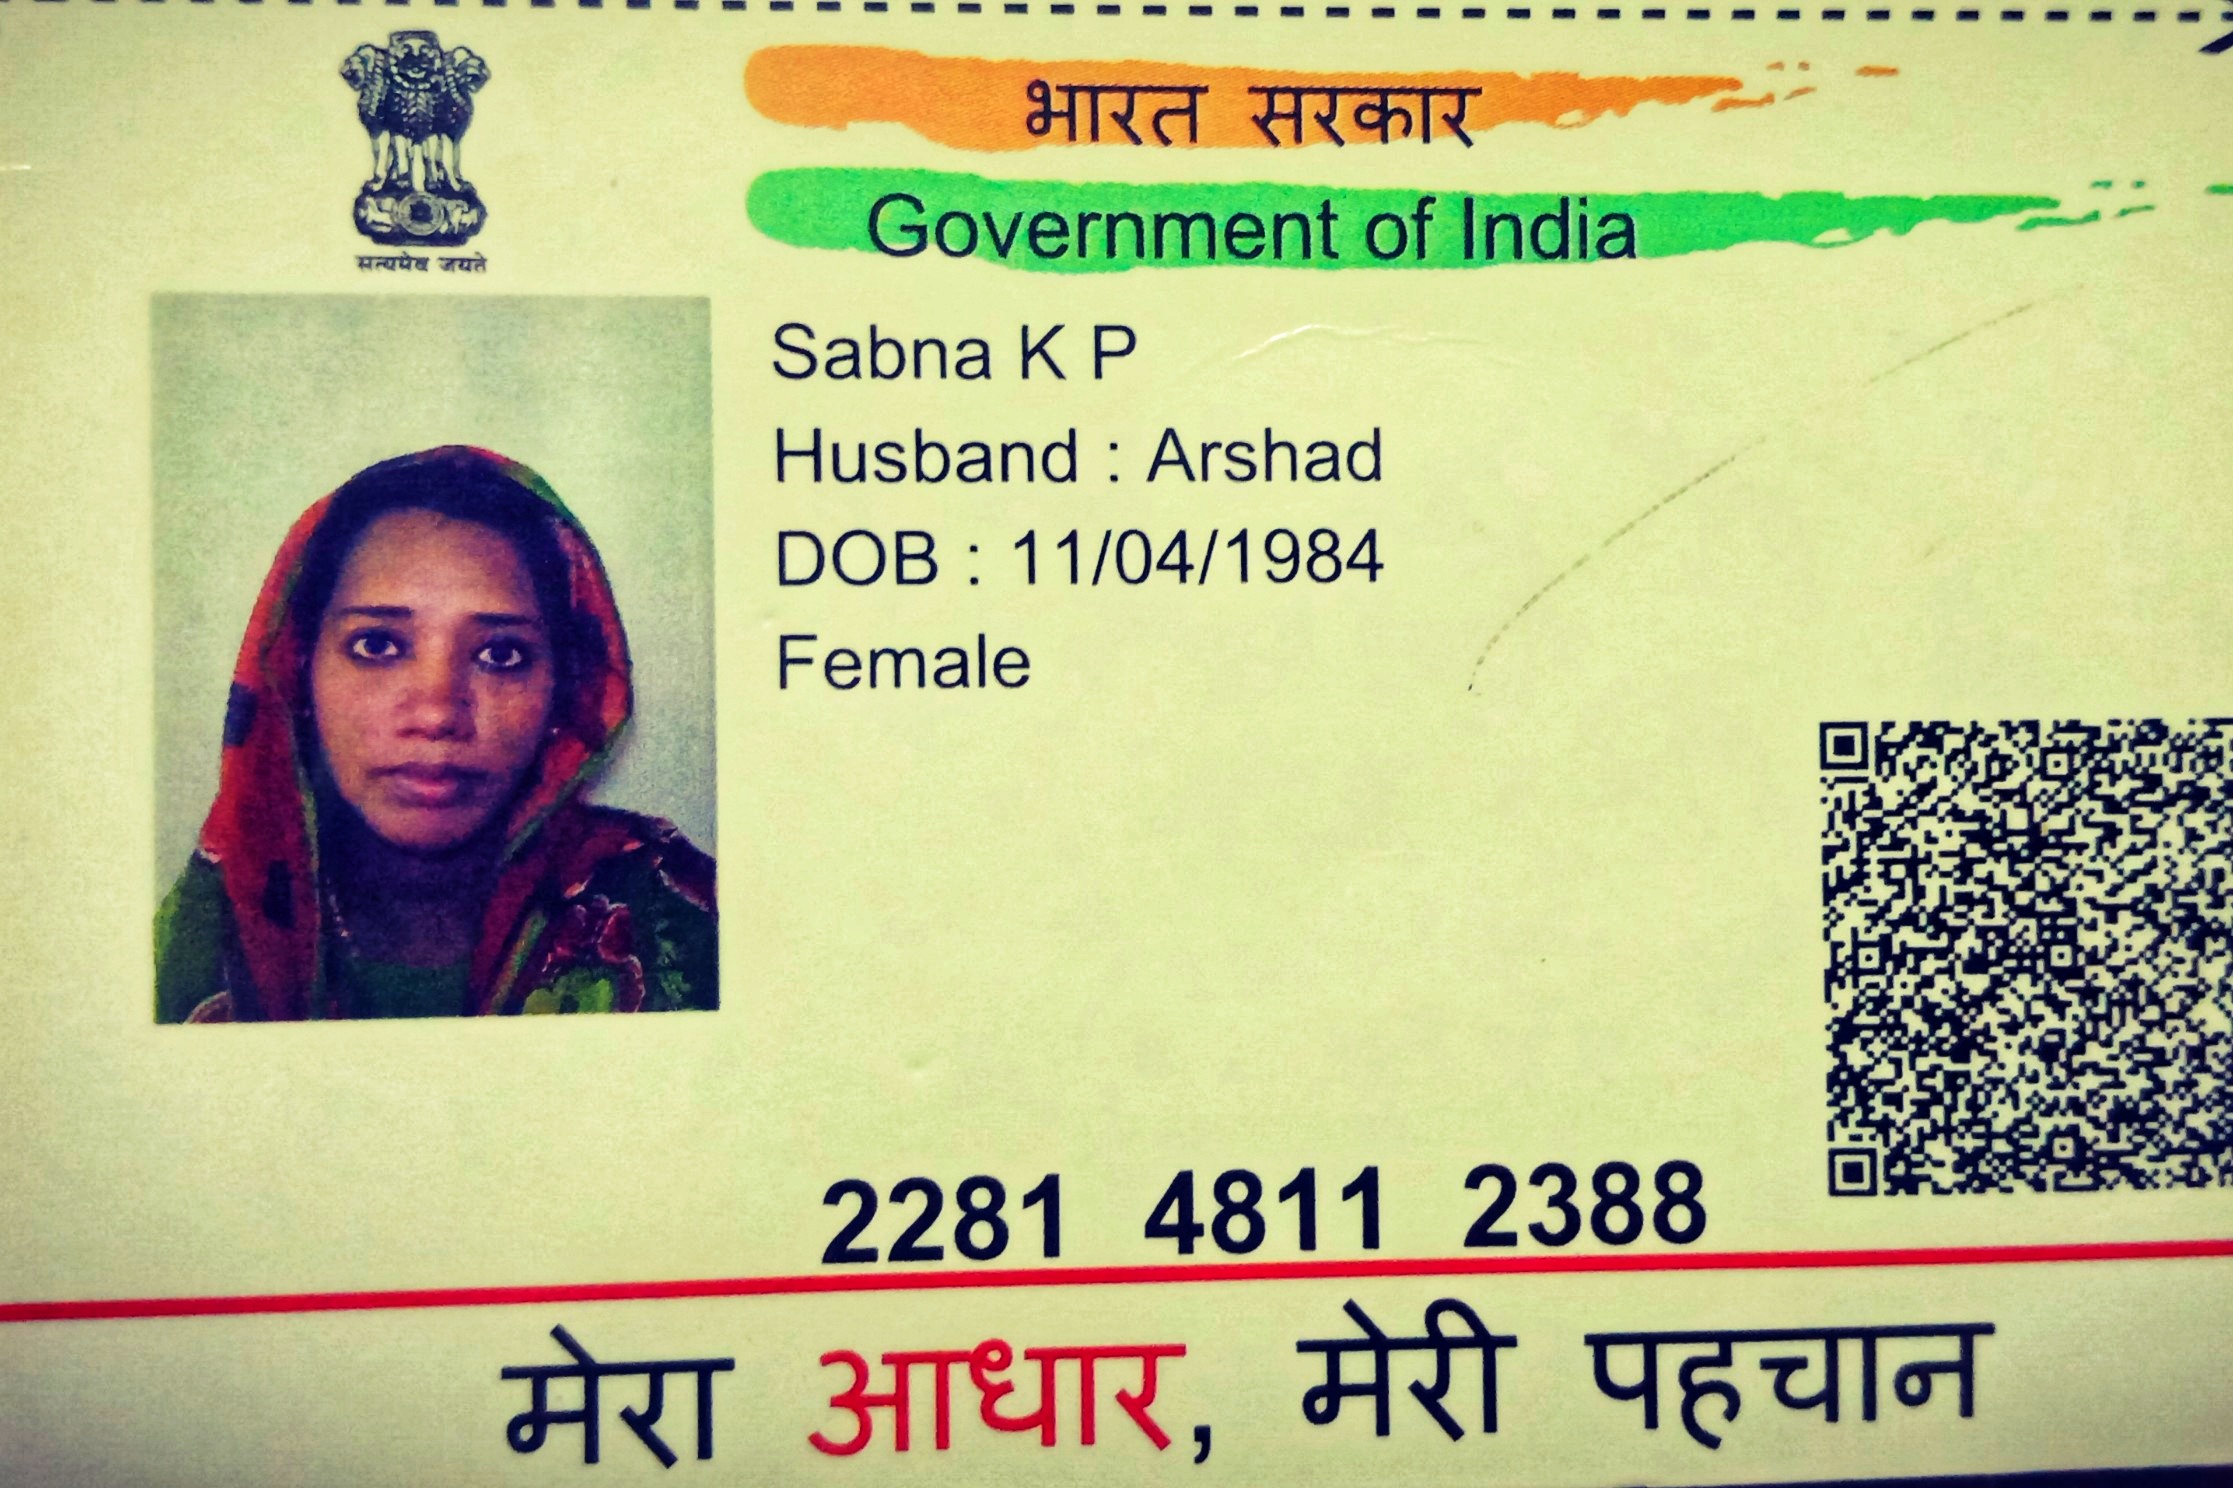 सत्यमेव जयते
भारत सरकार
Government of India
Sabna K P
Husband : Arshad
DOB : 11/04/1984
Female
2281 4811 2388
मेरा आधार, मेरी पहचान